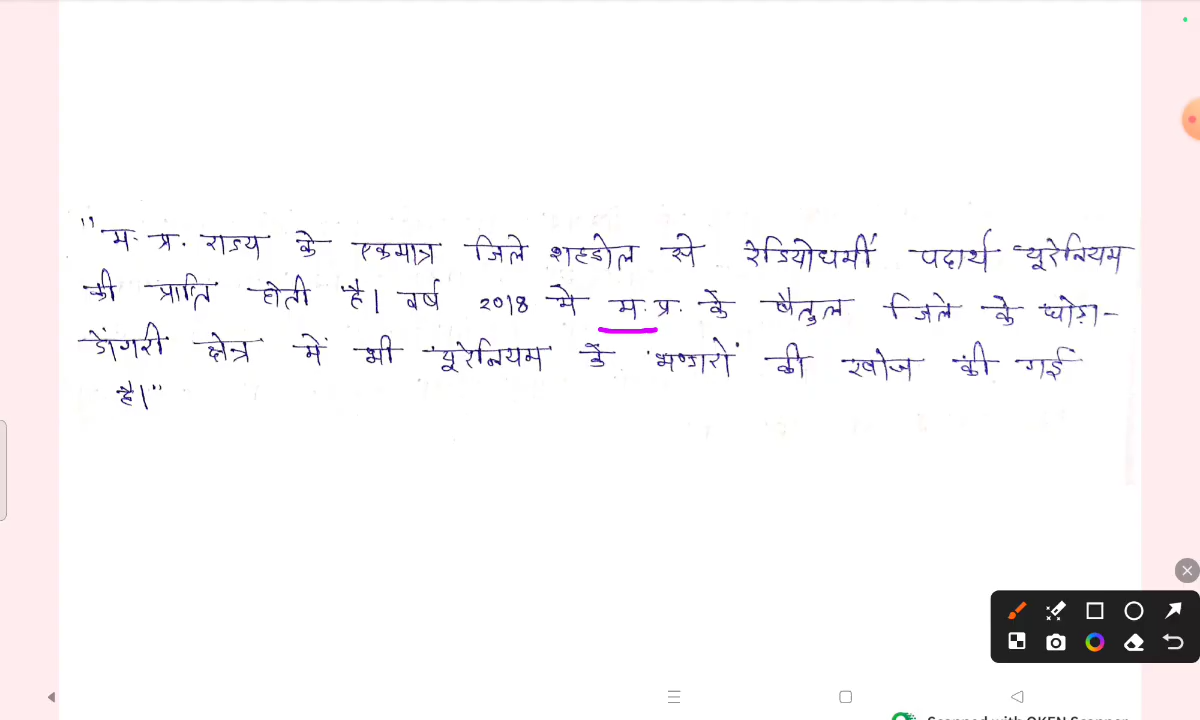 "म. प्र. राज्य के एकमात्र जिले शहडोल से रेडियोधर्मी पदार्थ यूरेनियम
की प्राप्ति होती है। वर्ष 2018 में म. प्र. के बैतुल जिले के घोड़ा-
डोंगरी क्षेत्र में भी यूरेनियम के भण्डारों की खोज की गई
है।"